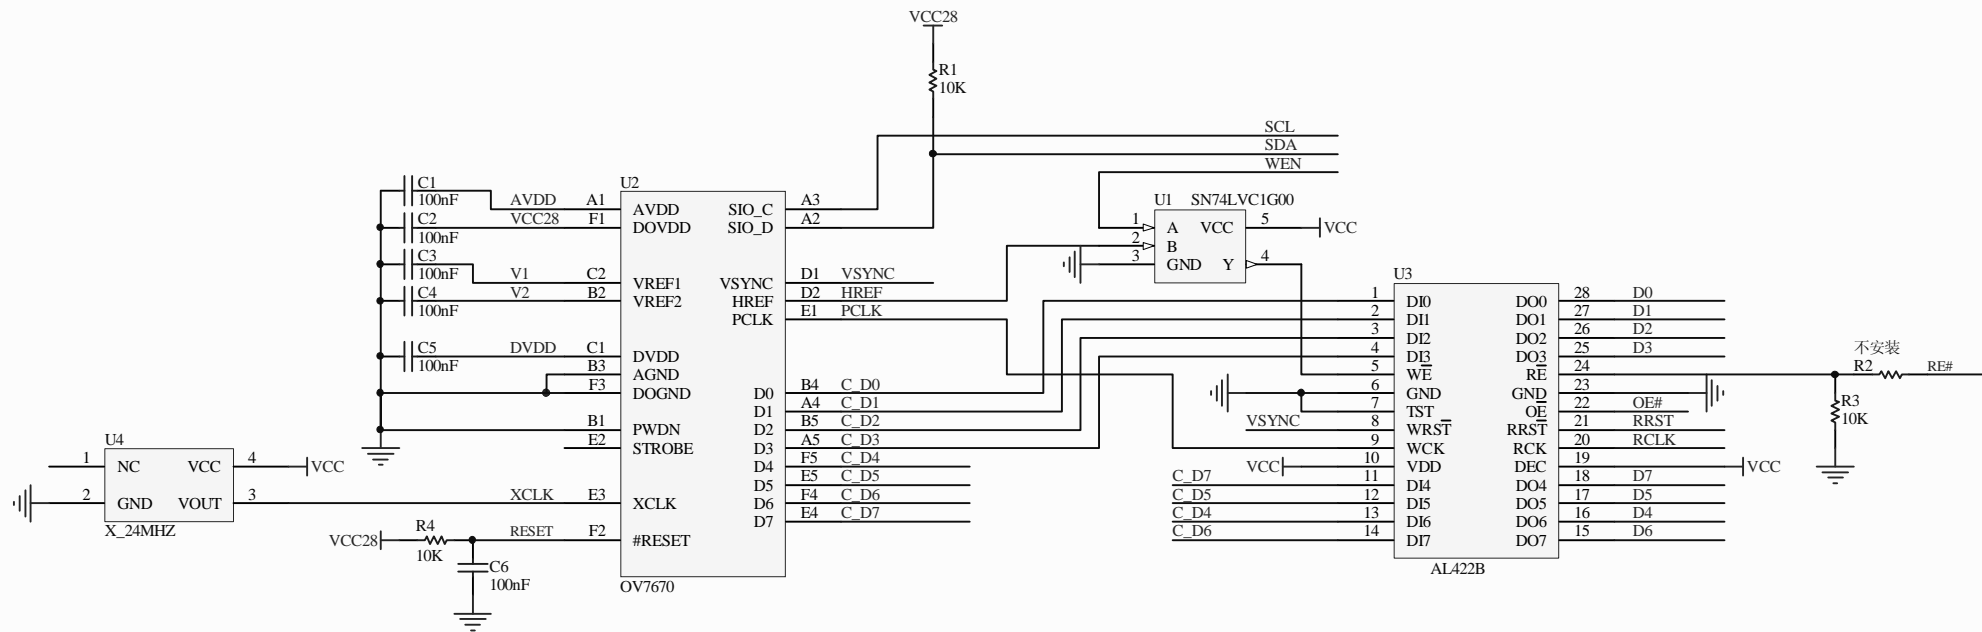 VCC28
R1
10K
SCL
SDA
WEN
C1
100nF
AVDD A1
C2
100nF
VCC28 F1
C3
100nF
V1 C2
C4
100nF
V2 B2
C5
100nF
DVDD C1
B3
F3
B1
E2
XCLK E3
RESET F2
U2
AVDD SIO_C A3
DOVDD SIO_D A2
VREF1 VSYNC D1 VSYNC
VREF2 HREF D2 HREF
PCLK E1 PCLK
DVDD
AGND
DOGND D0 B4 C_D0
D1 A4 C_D1
PWDN D2 B5 C_D2
STROBE D3 A5 C_D3
D4 F5 C_D4
D5 E5 C_D5
XCLK D6 F4 C_D6
D7 E4 C_D7
#RESET
OV7670
U4
1 NC VCC 4 VCC
2 GND VOUT 3
X_24MHZ
VCC28 R4
10K
C6
100nF
U1 SN74LVC1G00
1 A VCC 5 VCC
2 B
3 GND Y 4
U3
1 DI0 DO0 28 D0
2 DI1 DO1 27 D1
3 DI2 DO2 26 D2
4 DI3 DO3 25 D3
5 WE RE 24
6 GND GND 23
7 TST OE 22 OE#
VSYNC 8 WRST RRST 21 RRST
9 WCK RCK 20 RCLK
VCC 10 VDD DEC 19 VCC
C_D7 11 DI4 DO4 18 D7
C_D5 12 DI5 DO5 17 D5
C_D4 13 DI6 DO6 16 D4
C_D6 14 DI7 DO7 15 D6
AL422B
不安装
R2 RE#
R3
10K